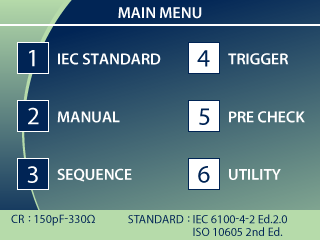 MAIN MENU
1 IEC STANDARD
4 TRIGGER
2 MANUAL
5 PRE CHECK
3 SEQUENCE
6 UTILITY
CR : 150pF-330Ω
STANDARD : IEC 6100-4-2 Ed.2.0
ISO 10605 2nd Ed.